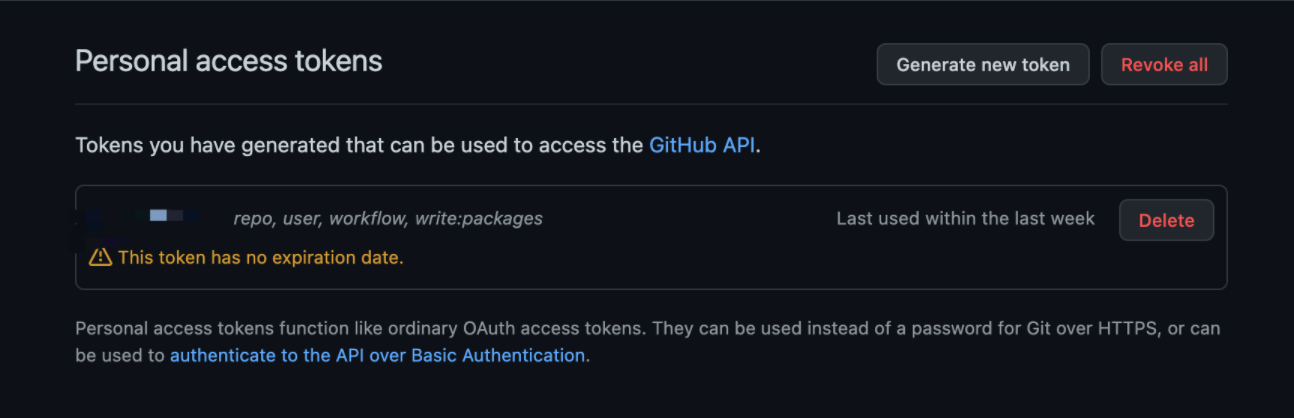 Personal access tokens
Generate new token
Revoke all
Tokens you have generated that can be used to access the GitHub API.
repo, user, workflow, write:packages
Last used within the last week
Delete
This token has no expiration date.
Personal access tokens function like ordinary OAuth access tokens. They can be used instead of a password for Git over HTTPS, or can
be used to authenticate to the API over Basic Authentication.